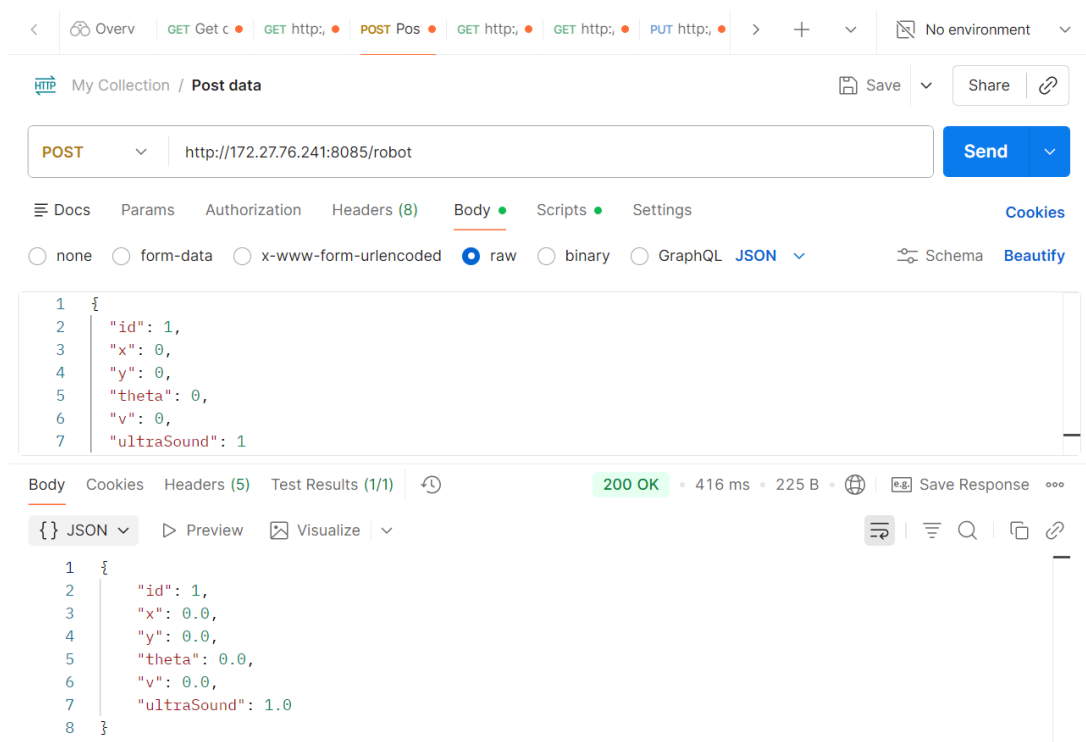 Overv GET Get c GET http:, POST Pos GET http:, GET http:, PUT http:, No environment
HTTP My Collection / Post data Save Share
POST http://172.27.76.241:8085/robot Send
Docs Params Authorization Headers (8) Body Scripts Settings Cookies
none form-data x-www-form-urlencoded raw binary GraphQL JSON Schema Beautify
1 {
2 "id": 1,
3 "x": 0,
4 "y": 0,
5 "theta": 0,
6 "v": 0,
7 "ultraSound": 1
Body Cookies Headers (5) Test Results (1/1) 200 OK 416 ms 225 B e.g. Save Response
{} JSON Preview Visualize
1 {
2 "id": 1,
3 "x": 0.0,
4 "y": 0.0,
5 "theta": 0.0,
6 "v": 0.0,
7 "ultraSound": 1.0
8 }